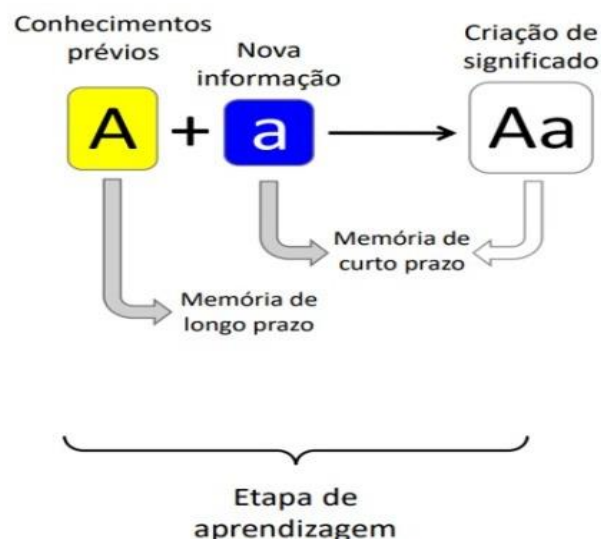 Conhecimentos
prévios
Nova
informação
Criação de
significado
A + a Aa
Memória de
curto prazo
Memória de
longo prazo
Etapa de
aprendizagem